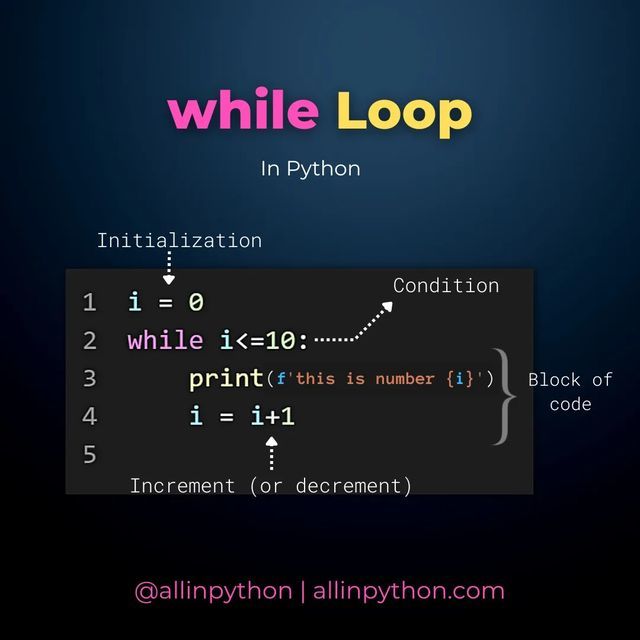 while Loop
In Python
Initialization
Condition
1 i = 0
2 while i<=10:
3 print(f'this is number {i}')
4 i = i+1
5
Block of
code
Increment (or decrement)
@allinpython | allinpython.com